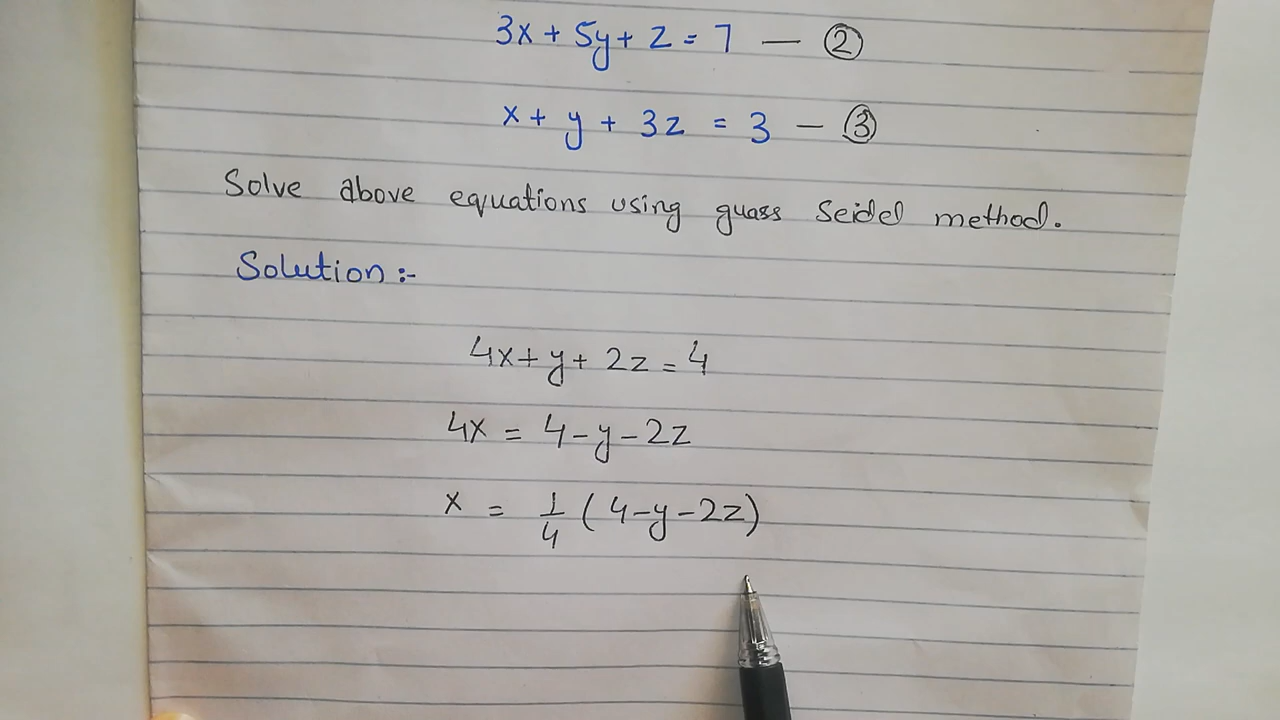 3x + 5y + z = 7 — ②
x + y + 3z = 3 — ③
Solve above equations using guass Seidel method.
Solution :-
4x + y + 2z = 4
4x = 4 - y - 2z
x = 1/4 ( 4 - y - 2z )